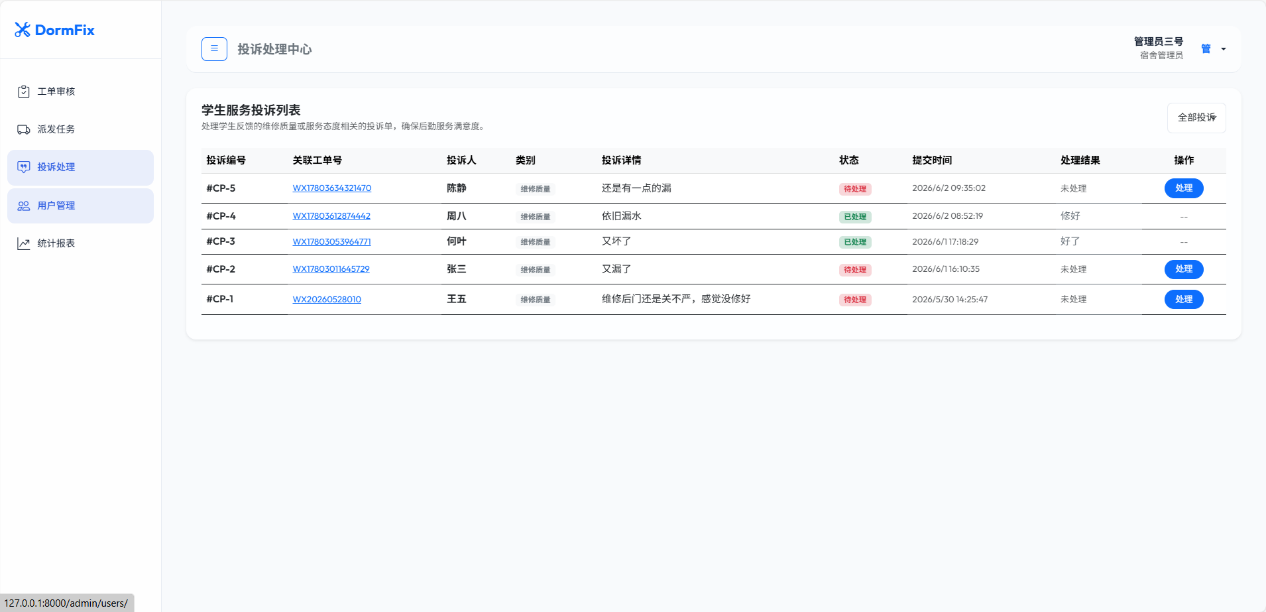 DormFix
工单审核
派发任务
投诉处理
用户管理
统计报表
投诉处理中心
管理员三号
宿舍管理员
管
学生服务投诉列表
处理学生反馈的维修质量或服务态度相关的投诉单，确保后勤服务满意度。
全部投诉
投诉编号 关联工单号 投诉人 类别 投诉详情 状态 提交时间 处理结果 操作
#CP-5 WX17803634321470 陈静 维修质量 还是有一点的漏 待处理 2026/6/2 09:35:02 未处理 处理
#CP-4 WX17803612874442 周八 维修质量 依旧漏水 已处理 2026/6/2 08:52:19 修好 --
#CP-3 WX17803053964771 何叶 维修质量 又坏了 已处理 2026/6/1 17:18:29 好了 --
#CP-2 WX17803011645729 张三 维修质量 又漏了 待处理 2026/6/1 16:10:35 未处理 处理
#CP-1 WX20260528010 王五 维修质量 维修后门还是关不严，感觉没修好 待处理 2026/5/30 14:25:47 未处理 处理
127.0.0.1:8000/admin/users/